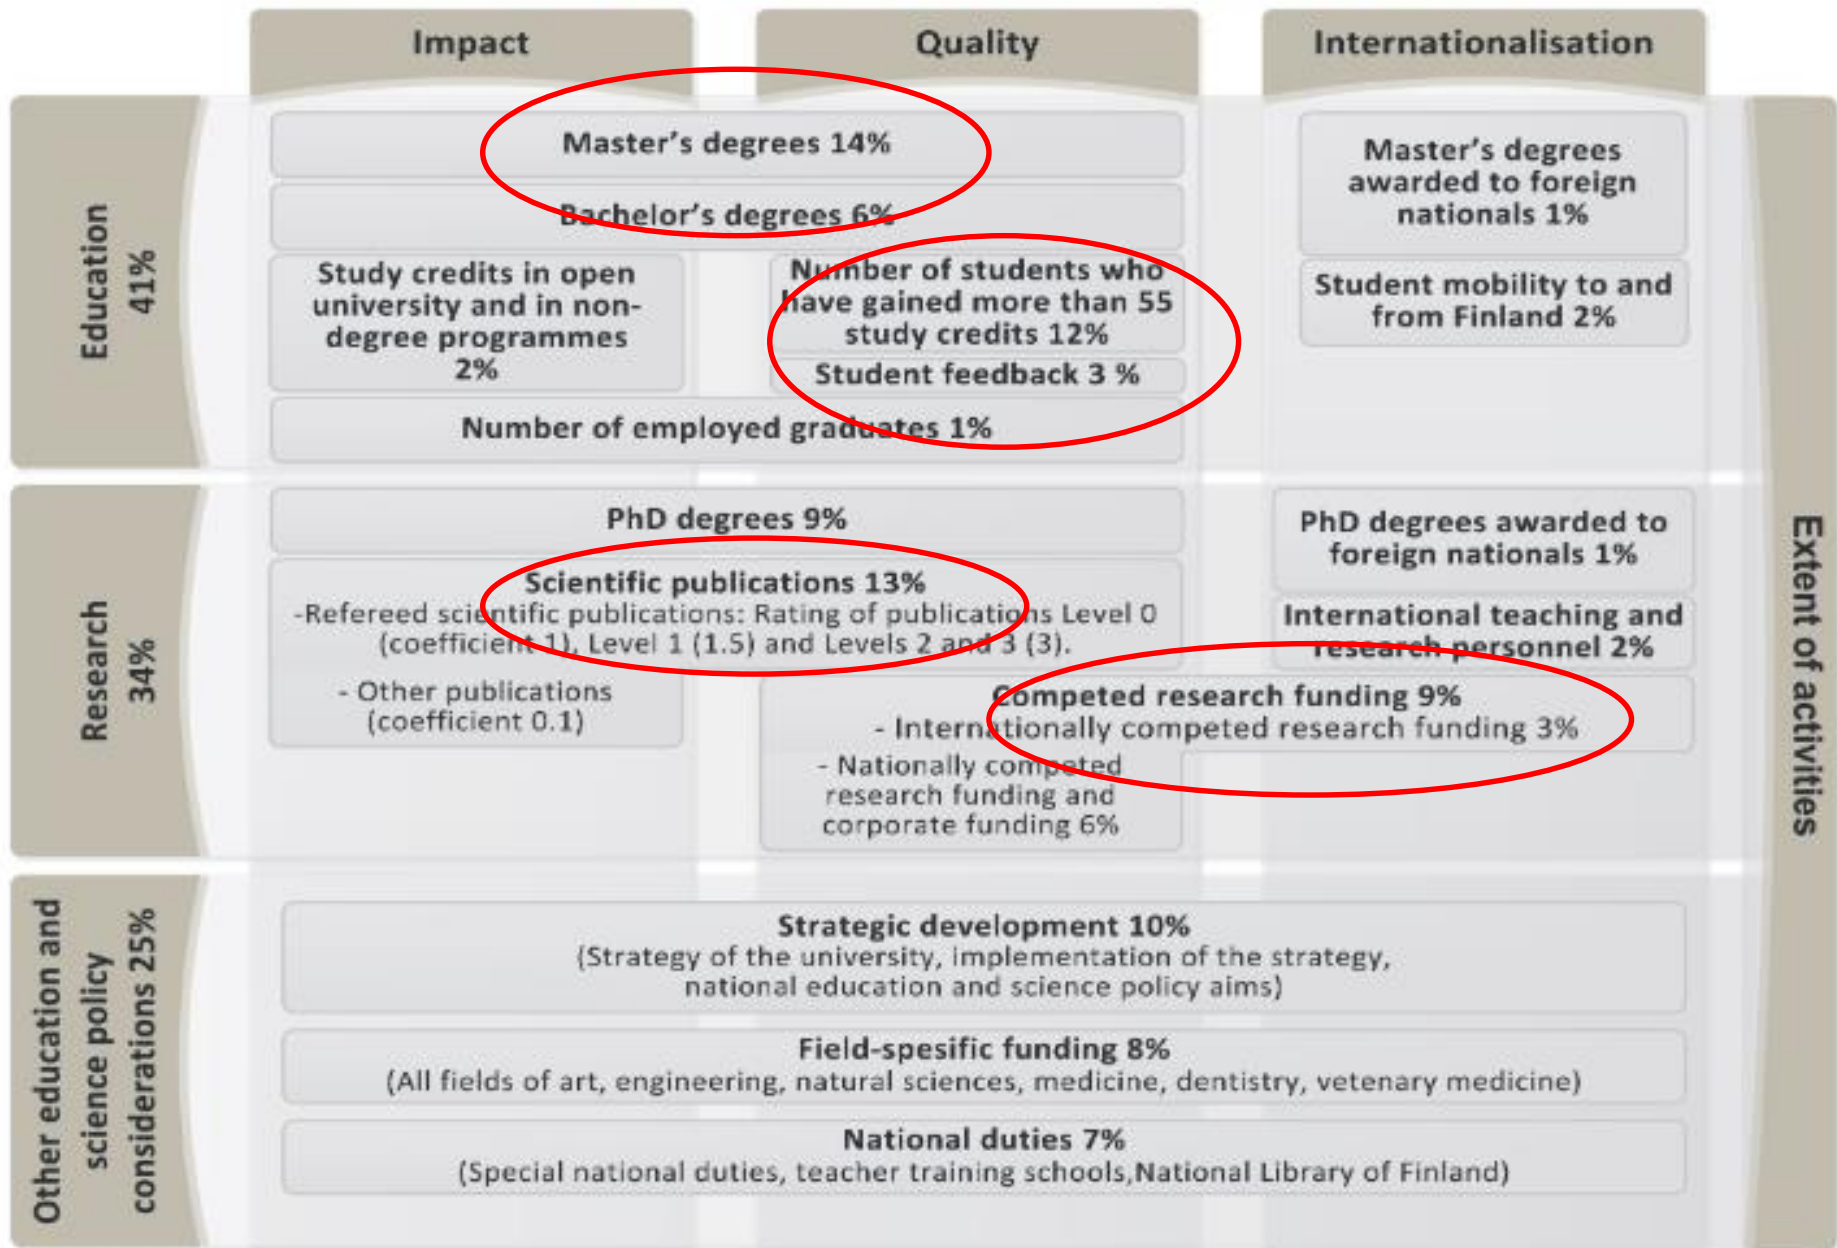 Impact
Quality
Internationalisation
Education
41%
Master's degrees 14%
Bachelor's degrees 6%
Study credits in open
university and in non-
degree programmes
2%
Number of students who
have gained more than 55
study credits 12%
Student feedback 3 %
Number of employed graduates 1%
Master's degrees
awarded to foreign
nationals 1%
Student mobility to and
from Finland 2%
Research
34%
PhD degrees 9%
Scientific publications 13%
-Refereed scientific publications: Rating of publications Level 0
(coefficient 1), Level 1 (1.5) and Levels 2 and 3 (3).
- Other publications
(coefficient 0.1)
PhD degrees awarded to
foreign nationals 1%
International teaching and
research personnel 2%
Competed research funding 9%
- Internationally competed research funding 3%
- Nationally competed
research funding and
corporate funding 6%
Other education and
science policy
considerations 25%
Strategic development 10%
(Strategy of the university, implementation of the strategy,
national education and science policy aims)
Field-spesific funding 8%
(All fields of art, engineering, natural sciences, medicine, dentistry, vetenary medicine)
National duties 7%
(Special national duties, teacher training schools,National Library of Finland)
Extent of activities